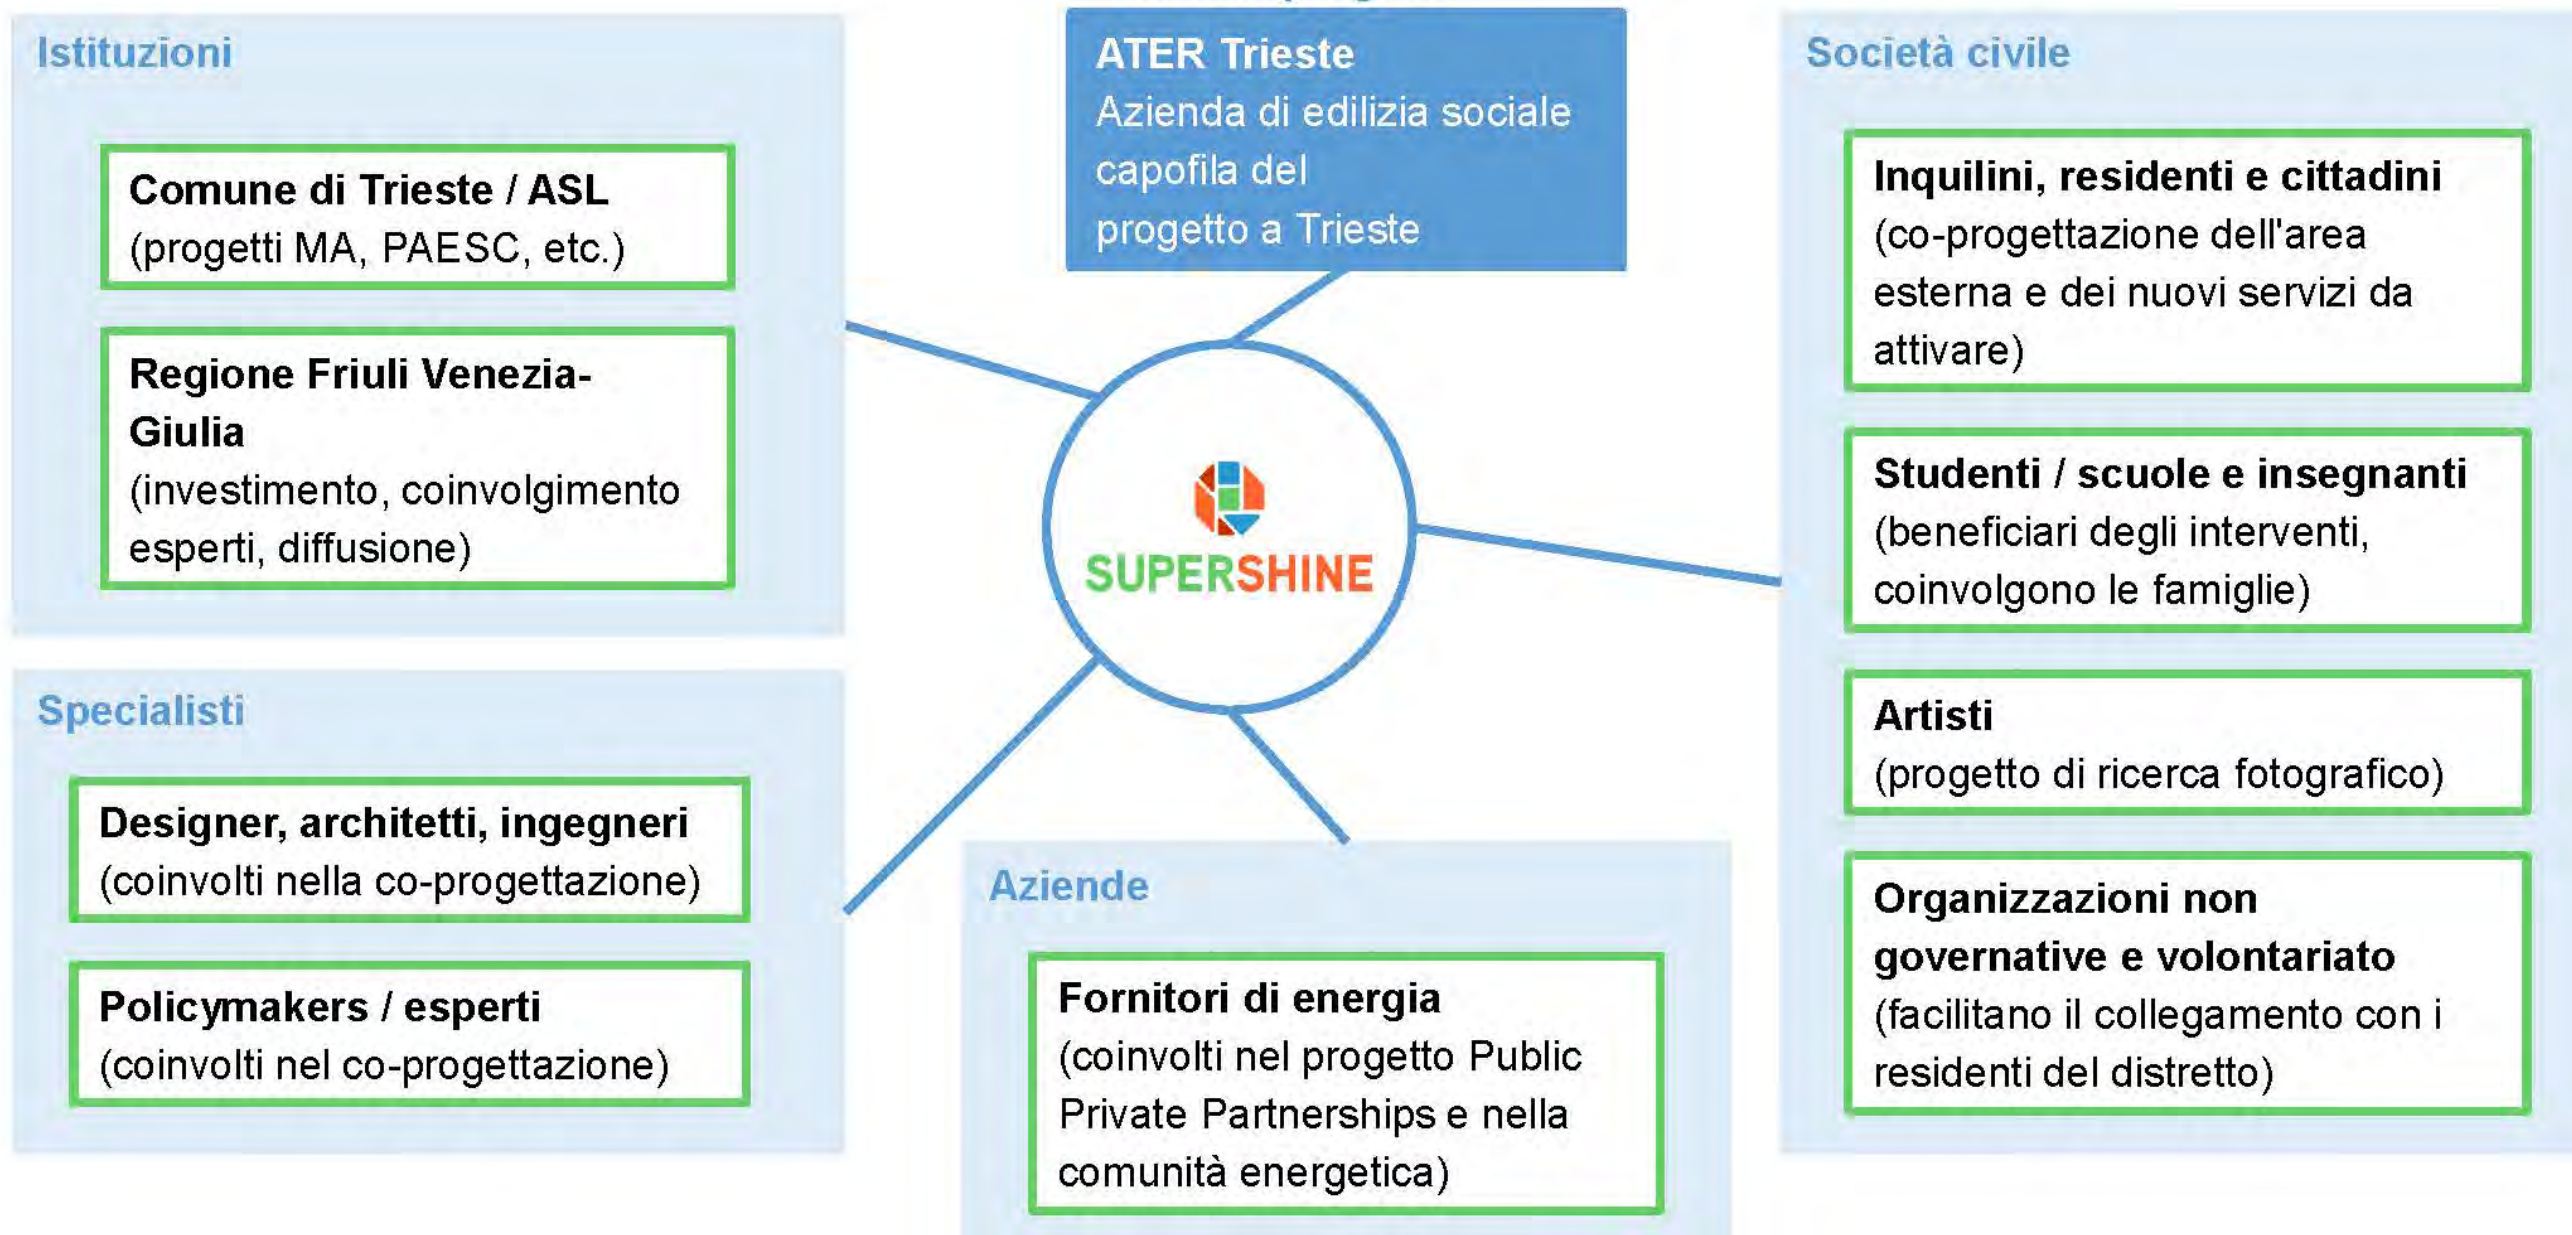 Istituzioni
Comune di Trieste / ASL
(progetti MA, PAESC, etc.)
Regione Friuli Venezia-
Giulia
(investimento, coinvolgimento
esperti, diffusione)
Specialisti
Designer, architetti, ingegneri
(coinvolti nella co-progettazione)
Policymakers / esperti
(coinvolti nel co-progettazione)
ATER Trieste
Azienda di edilizia sociale
capofila del
progetto a Trieste
SUPERSHINE
Aziende
Fornitori di energia
(coinvolti nel progetto Public
Private Partnerships e nella
comunità energetica)
Società civile
Inquilini, residenti e cittadini
(co-progettazione dell'area
esterna e dei nuovi servizi da
attivare)
Studenti / scuole e insegnanti
(beneficiari degli interventi,
coinvolgono le famiglie)
Artisti
(progetto di ricerca fotografico)
Organizzazioni non
governative e volontariato
(facilitano il collegamento con i
residenti del distretto)